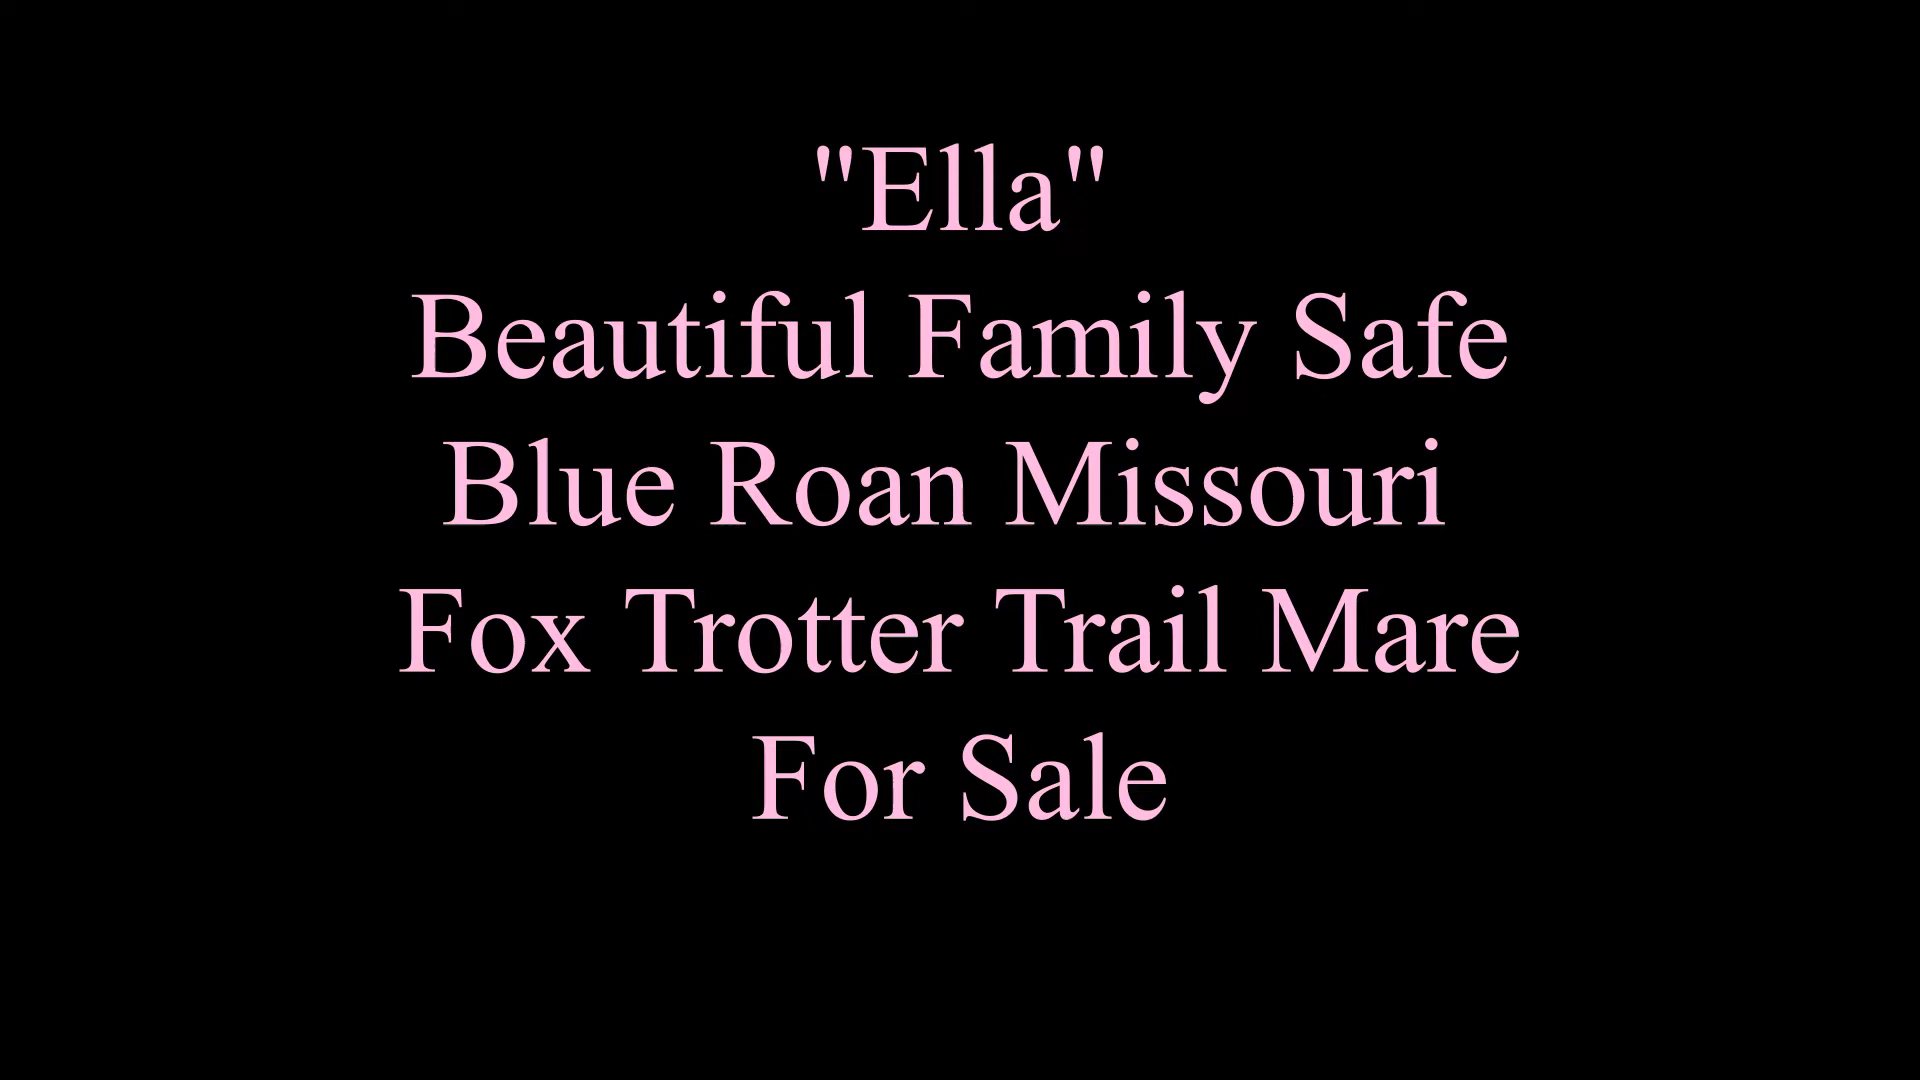 "Ella"
Beautiful Family Safe
Blue Roan Missouri
Fox Trotter Trail Mare
For Sale